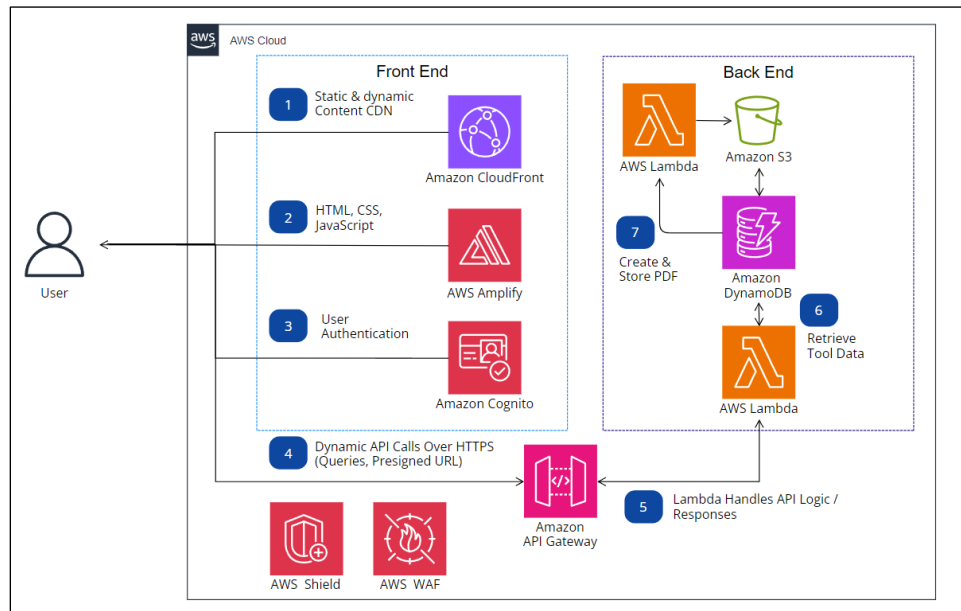 aws
AWS Cloud
Front End
1
Static & dynamic
Content CDN
Amazon CloudFront
2
HTML, CSS,
JavaScript
AWS Amplify
3
User
Authentication
Amazon Cognito
User
Back End
AWS Lambda
Amazon S3
7
Create &
Store PDF
Amazon
DynamoDB
6
Retrieve
Tool Data
AWS Lambda
4
Dynamic API Calls Over HTTPS
(Queries, Presigned URL)
</>
Amazon
API Gateway
5
Lambda Handles API Logic /
Responses
AWS Shield
AWS WAF